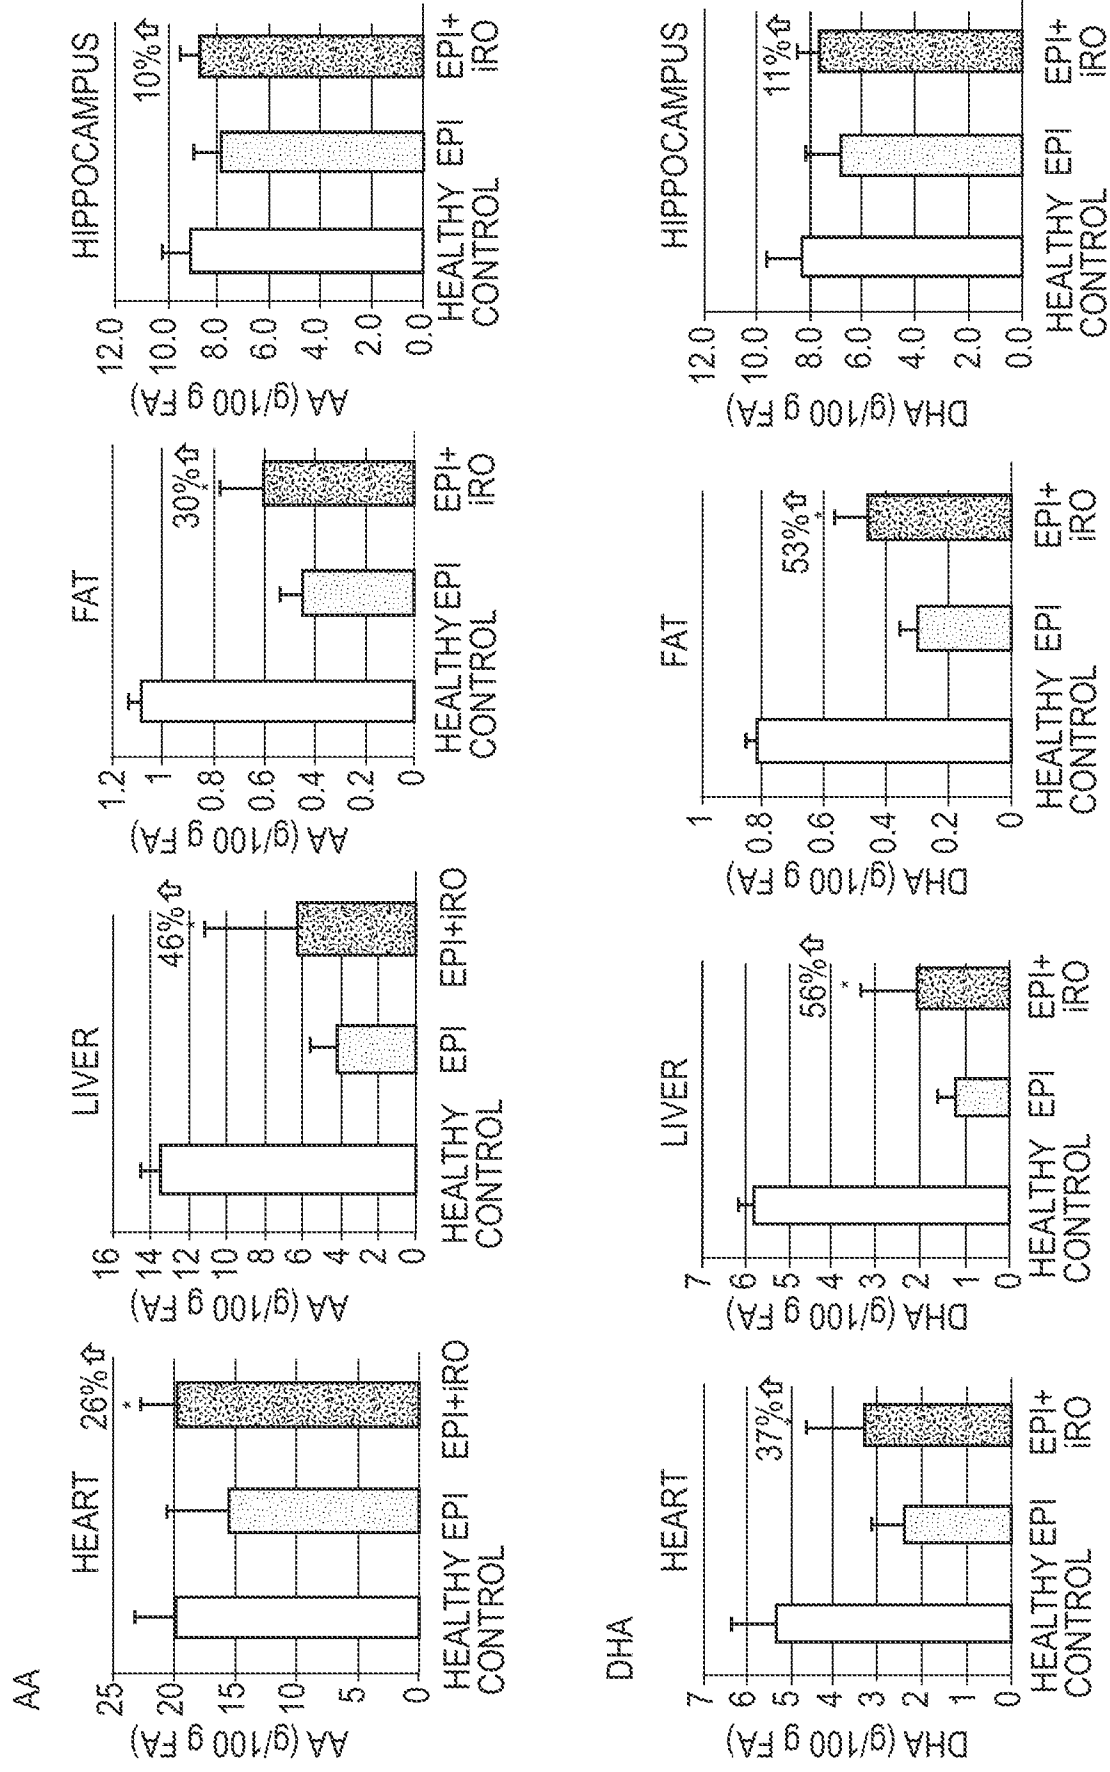 AA
HEART
AA (g/100 g FA)
25
20
15
10
5
0
26%⇧
*
HEALTHY CONTROL
EPI
EPI+iRO
LIVER
AA (g/100 g FA)
16
14
12
10
8
6
4
2
0
46%⇧
*
HEALTHY CONTROL
EPI
EPI+iRO
FAT
AA (g/100 g FA)
1.2
1
0.8
0.6
0.4
0.2
0
30%⇧
*
HEALTHY CONTROL
EPI
EPI+
iRO
HIPPOCAMPUS
AA (g/100 g FA)
12.0
10.0
8.0
6.0
4.0
2.0
0.0
10%⇧
HEALTHY CONTROL
EPI
EPI+
iRO
DHA
HEART
DHA (g/100 g FA)
7
6
5
4
3
2
1
0
37%⇧
HEALTHY CONTROL
EPI
EPI+
iRO
LIVER
DHA (g/100 g FA)
7
6
5
4
3
2
1
0
56%⇧
*
HEALTHY CONTROL
EPI
EPI+
iRO
FAT
DHA (g/100 g FA)
1
0.8
0.6
0.4
0.2
0
53%⇧
*
HEALTHY CONTROL
EPI
EPI+
iRO
HIPPOCAMPUS
DHA (g/100 g FA)
12.0
10.0
8.0
6.0
4.0
2.0
0.0
11%⇧
HEALTHY CONTROL
EPI
EPI+
iRO